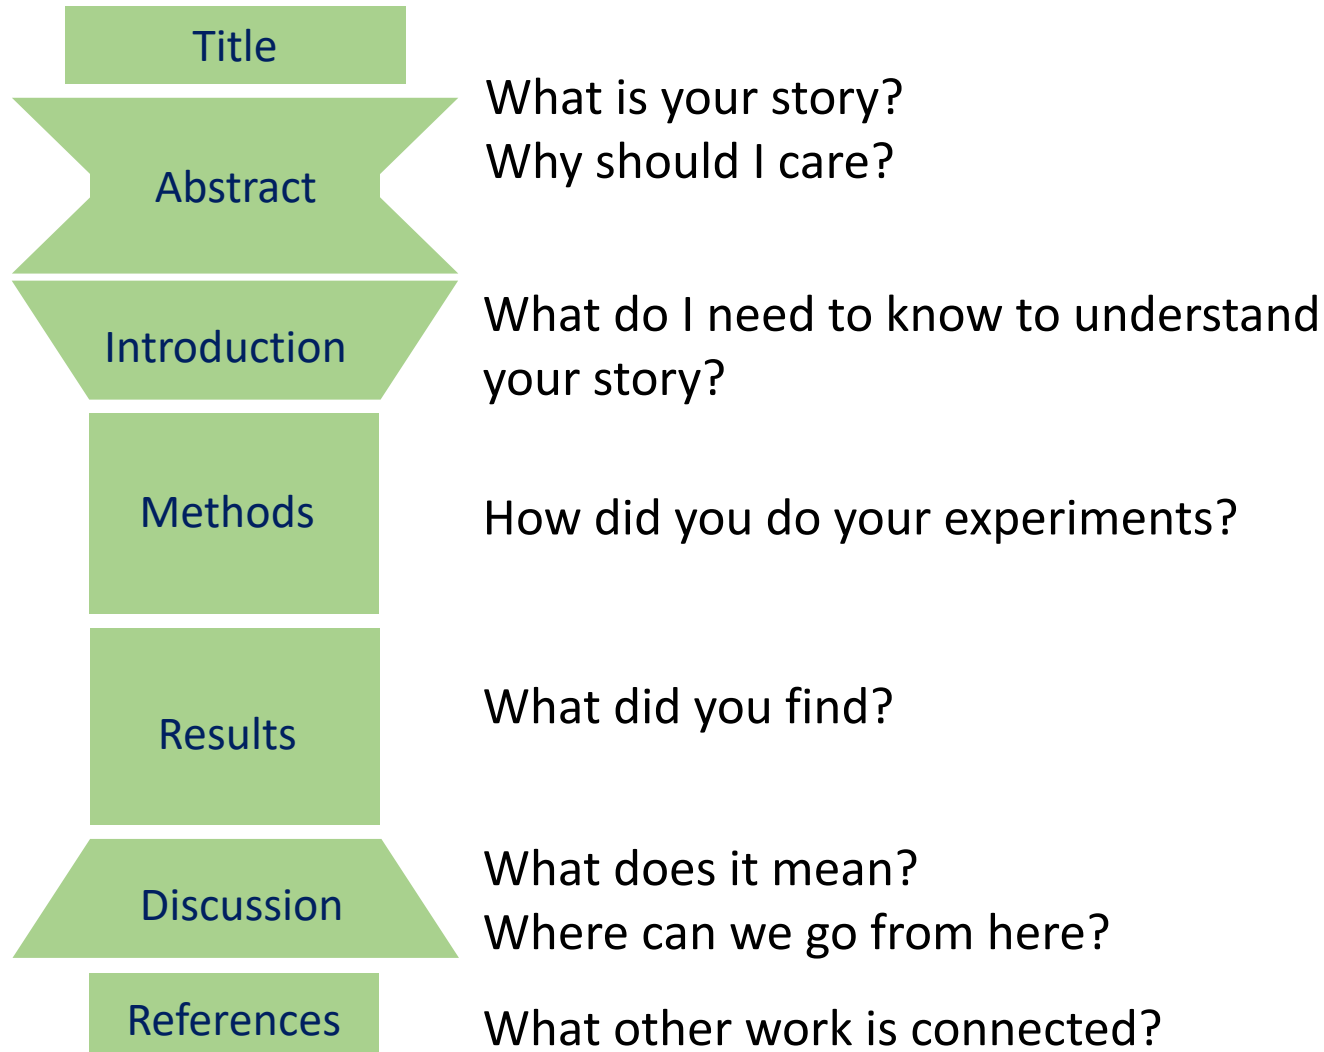 Title
What is your story?
Why should I care?
Abstract
What do I need to know to understand
your story?
Introduction
Methods
How did you do your experiments?
Results
What did you find?
Discussion
What does it mean?
Where can we go from here?
References
What other work is connected?